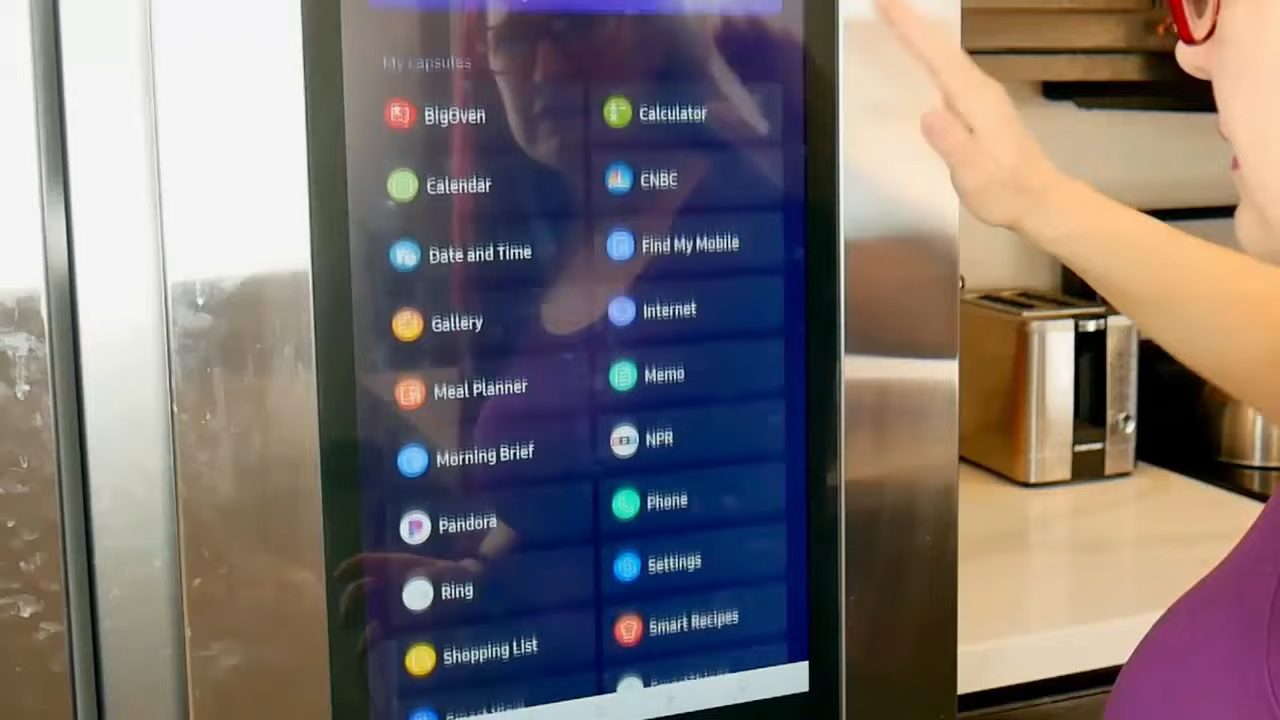 My capsules
BigOven
Calculator
Calendar
CNBC
Date and Time
Find My Mobile
Gallery
Internet
Meal Planner
Memo
Morning Brief
NPR
Pandora
Phone
Ring
Settings
Shopping List
Smart Recipes